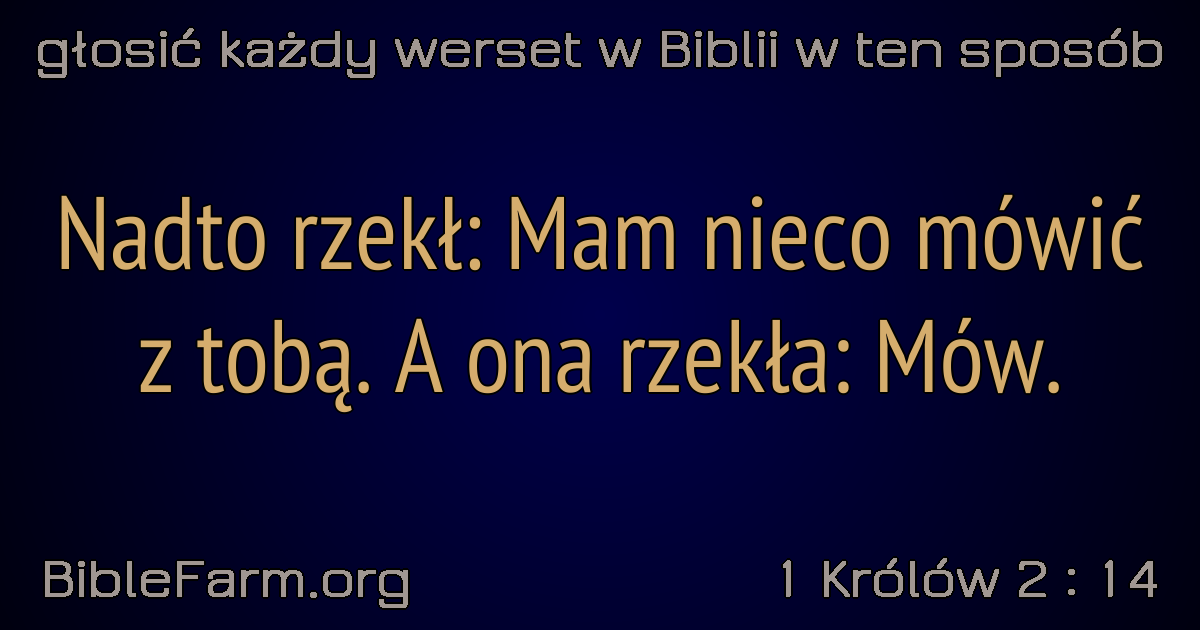 głosić każdy werset w Biblii w ten sposób
Nadto rzekł: Mam nieco mówić
z tobą. A ona rzekła: Mów.
BibleFarm.org
1 Królów 2 : 14